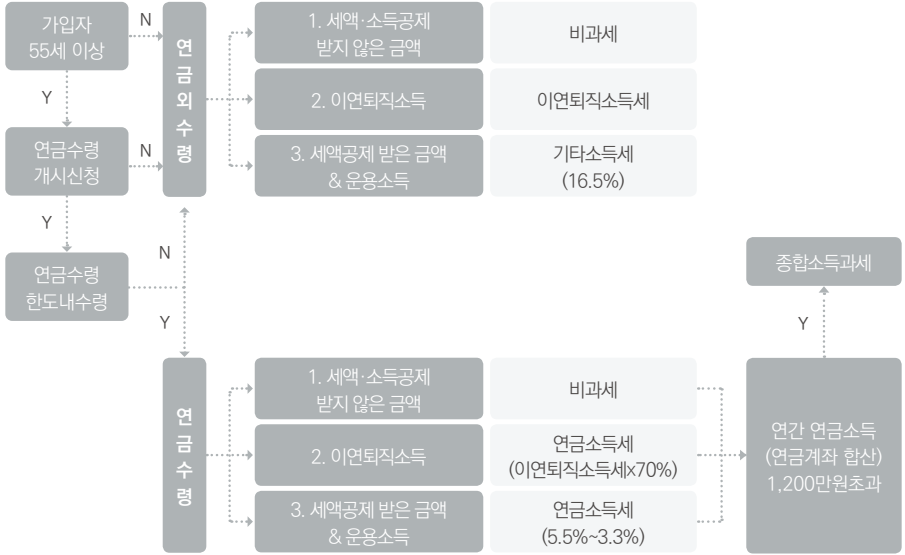 가입자
55세 이상
N
Y
연금수령
개시신청
N
Y
연금수령
한도내수령
N
Y
연금외수령
1. 세액·소득공제
받지 않은 금액
비과세
2. 이연퇴직소득
이연퇴직소득세
3. 세액공제 받은 금액
& 운용소득
기타소득세
(16.5%)
연금수령
1. 세액·소득공제
받지 않은 금액
비과세
2. 이연퇴직소득
연금소득세
(이연퇴직소득세x70%)
3. 세액공제 받은 금액
& 운용소득
연금소득세
(5.5%~3.3%)
종합소득과세
Y
연간 연금소득
(연금계좌 합산)
1,200만원초과